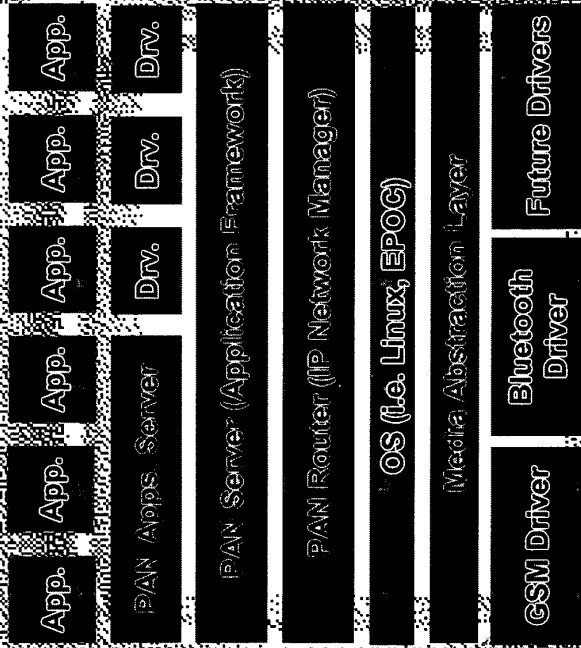 App.
App.
App.
App.
App.
App.
PAN Apps. Server
Drv.
Drv.
Drv.
PAN Server (Application Framework)
PAN Router (IP Network Manager)
OS (i.e. Linux, EPOC)
Media Abstraction Layer
GSM Driver
Bluetooth
Driver
Future Drivers